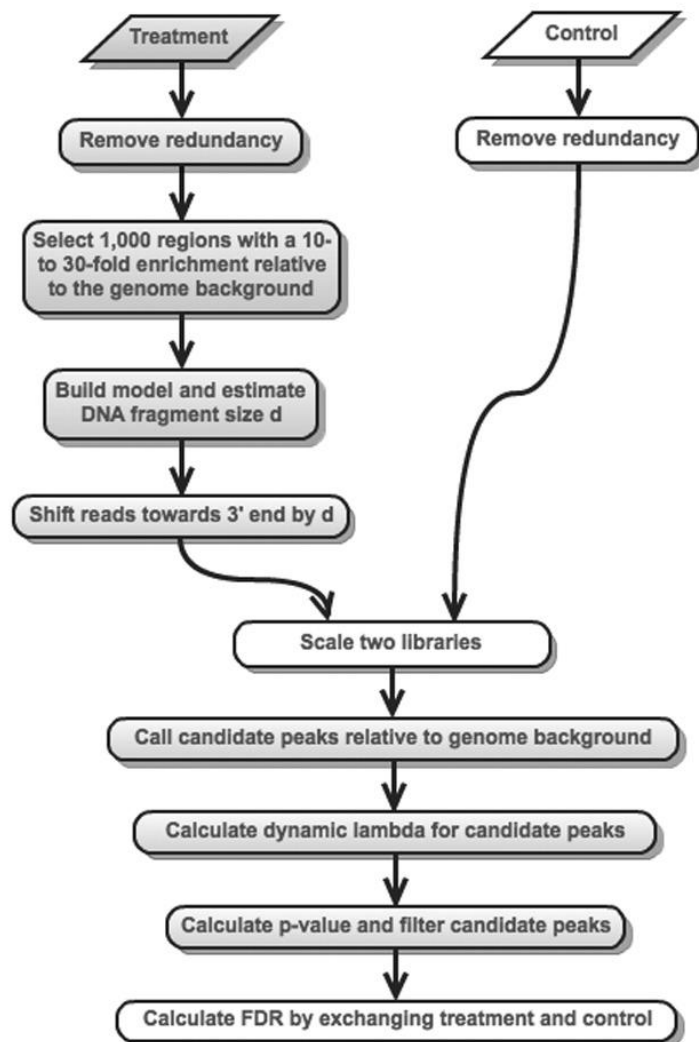 Treatment
Control
Remove redundancy
Remove redundancy
Select 1,000 regions with a 10-
to 30-fold enrichment relative
to the genome background
Build model and estimate
DNA fragment size d
Shift reads towards 3' end by d
Scale two libraries
Call candidate peaks relative to genome background
Calculate dynamic lambda for candidate peaks
Calculate p-value and filter candidate peaks
Calculate FDR by exchanging treatment and control